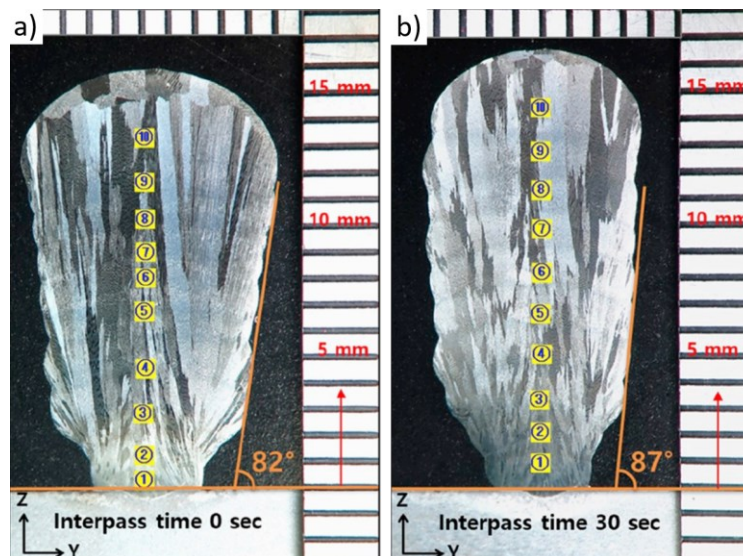 a)
15 mm
10 mm
5 mm
⑩
⑨
⑧
⑦
⑥
⑤
④
③
②
①
82°
Z
Y
Interpass time 0 sec
b)
15 mm
10 mm
5 mm
⑩
⑨
⑧
⑦
⑥
⑤
④
③
②
①
87°
Z
Y
Interpass time 30 sec